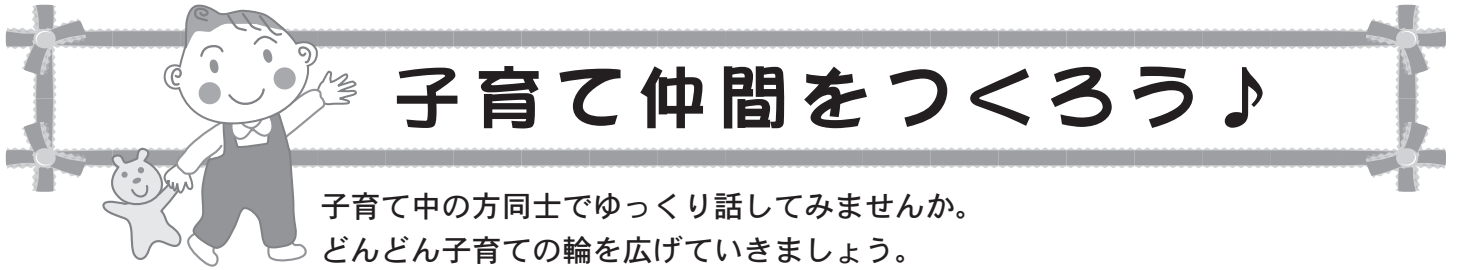 子育て仲間をつくろう♪
子育て中の方同士でゆっくり話してみませんか。
どんどん子育ての輪を広げていきましょう。